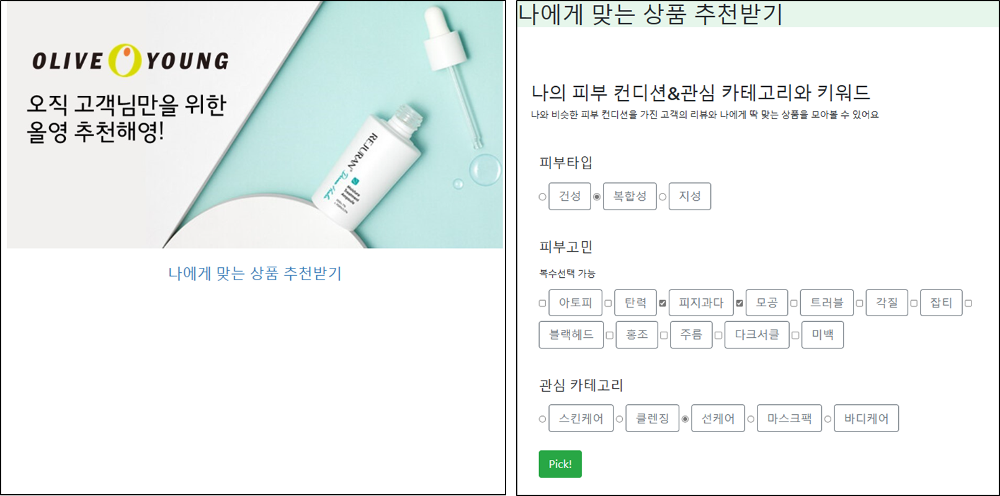 OLIVE YOUNG
오직 고객님만을 위한
올영 추천해영!
REJURAN
Moisture
Treatment
Ampoule
나에게 맞는 상품 추천받기
나에게 맞는 상품 추천받기
나의 피부 컨디션&관심 카테고리와 키워드
나와 비슷한 피부 컨디션을 가진 고객의 리뷰와 나에게 딱 맞는 상품을 모아볼 수 있어요
피부타입
건성 복합성 지성
피부고민
복수선택 가능
아토피 탄력 피지과다 모공 트러블 각질 잡티
블랙헤드 홍조 주름 다크서클 미백
관심 카테고리
스킨케어 클렌징 선케어 마스크팩 바디케어
Pick!